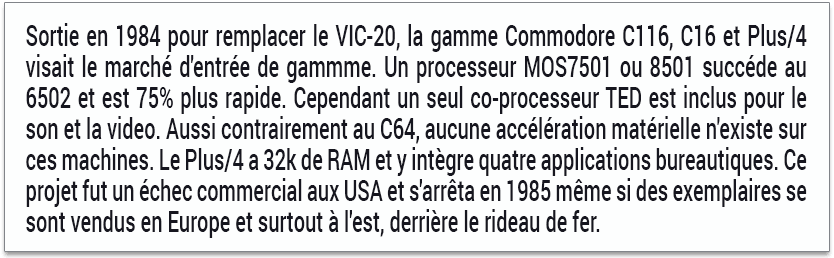 Sortie en 1984 pour remplacer le VIC-20, la gamme Commodore C116, C16 et Plus/4
visait le marché d'entrée de gammme. Un processeur MOS7501 ou 8501 succéde au
6502 et est 75% plus rapide. Cependant un seul co-processeur TED est inclus pour le
son et la video. Aussi contrairement au C64, aucune accélération matérielle n'existe sur
ces machines. Le Plus/4 a 32k de RAM et y intègre quatre applications bureautiques. Ce
projet fut un échec commercial aux USA et s'arrêta en 1985 même si des exemplaires se
sont vendus en Europe et surtout à l'est, derrière le rideau de fer.